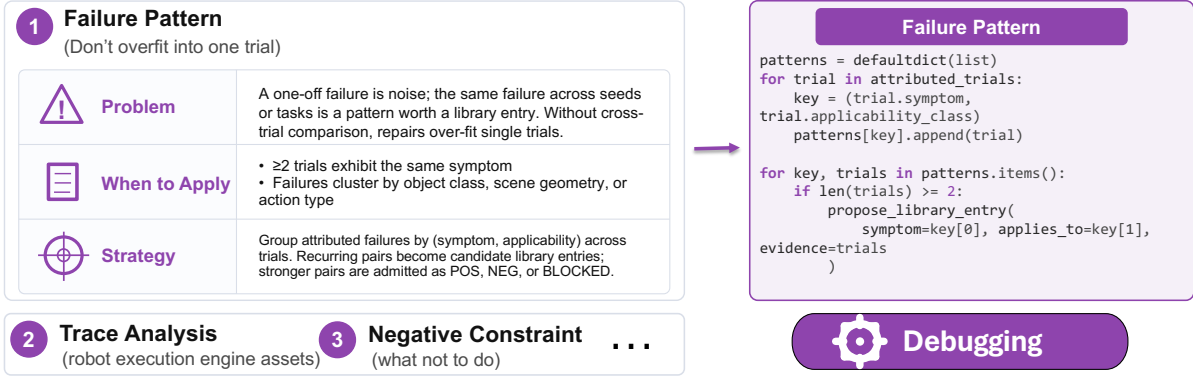 1 Failure Pattern
(Don't overfit into one trial)
Problem
A one-off failure is noise; the same failure across seeds
or tasks is a pattern worth a library entry. Without cross-
trial comparison, repairs over-fit single trials.
When to Apply
• ≥2 trials exhibit the same symptom
• Failures cluster by object class, scene geometry, or
action type
Strategy
Group attributed failures by (symptom, applicability) across
trials. Recurring pairs become candidate library entries;
stronger pairs are admitted as POS, NEG, or BLOCKED.
2 Trace Analysis
(robot execution engine assets)
3 Negative Constraint
(what not to do)
...
Failure Pattern
patterns = defaultdict(list)
for trial in attributed_trials:
    key = (trial.symptom,
trial.applicability_class)
    patterns[key].append(trial)

for key, trials in patterns.items():
    if len(trials) >= 2:
        propose_library_entry(
            symptom=key[0], applies_to=key[1],
evidence=trials
        )
Debugging